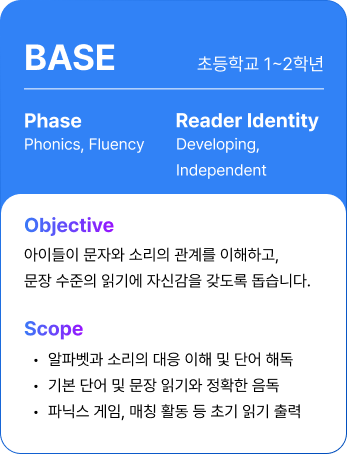 BASE
초등학교 1~2학년
Phase
Phonics, Fluency
Reader Identity
Developing,
Independent
Objective
아이들이 문자와 소리의 관계를 이해하고,
문장 수준의 읽기에 자신감을 갖도록 돕습니다.
Scope
• 알파벳과 소리의 대응 이해 및 단어 해독
• 기본 단어 및 문장 읽기와 정확한 음독
• 파닉스 게임, 매칭 활동 등 초기 읽기 출력